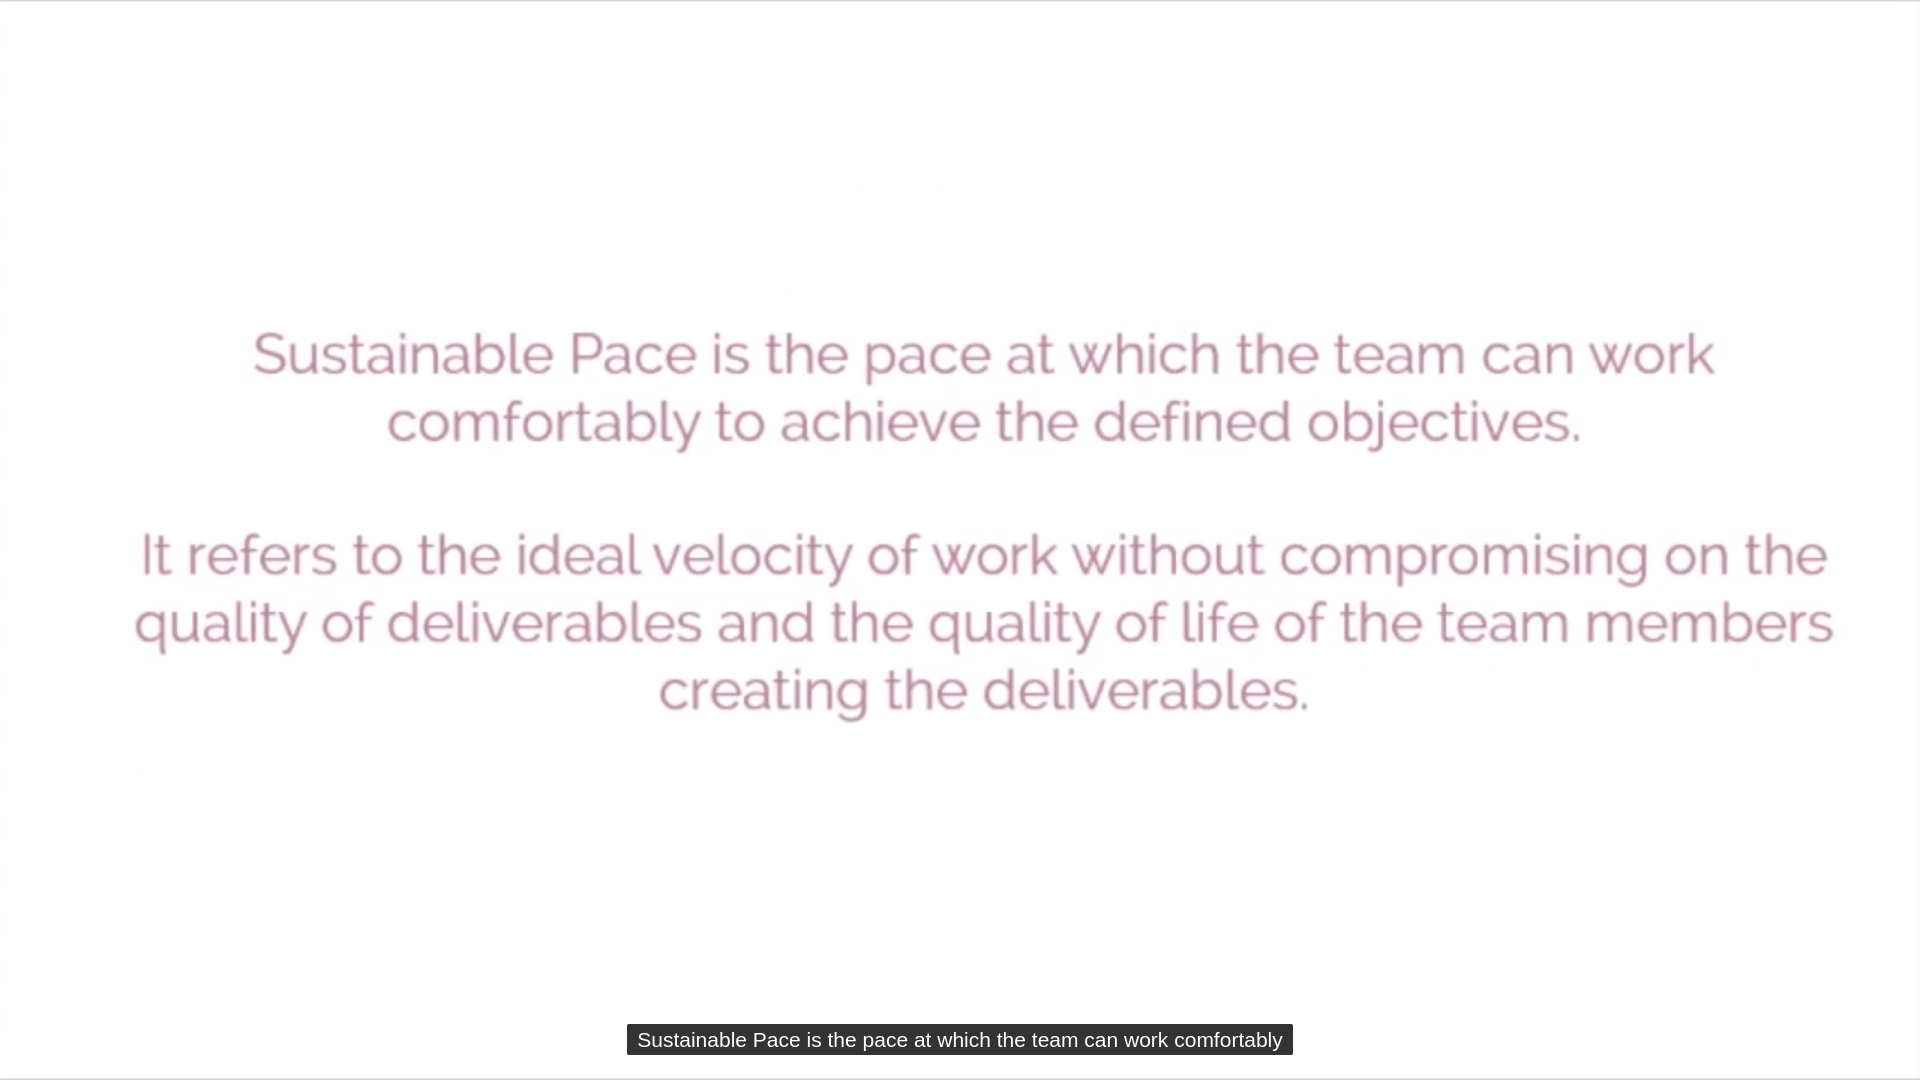 Sustainable Pace is the pace at which the team can work
comfortably to achieve the defined objectives.
It refers to the ideal velocity of work without compromising on the
quality of deliverables and the quality of life of the team members
creating the deliverables.
Sustainable Pace is the pace at which the team can work comfortably